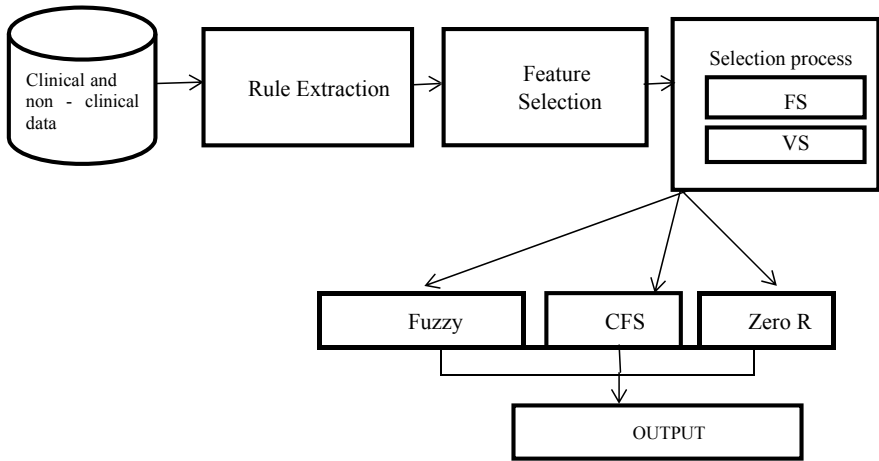 Clinical and
non - clinical
data
Rule Extraction
Feature
Selection
Selection process
FS
VS
Fuzzy
CFS
Zero R
OUTPUT